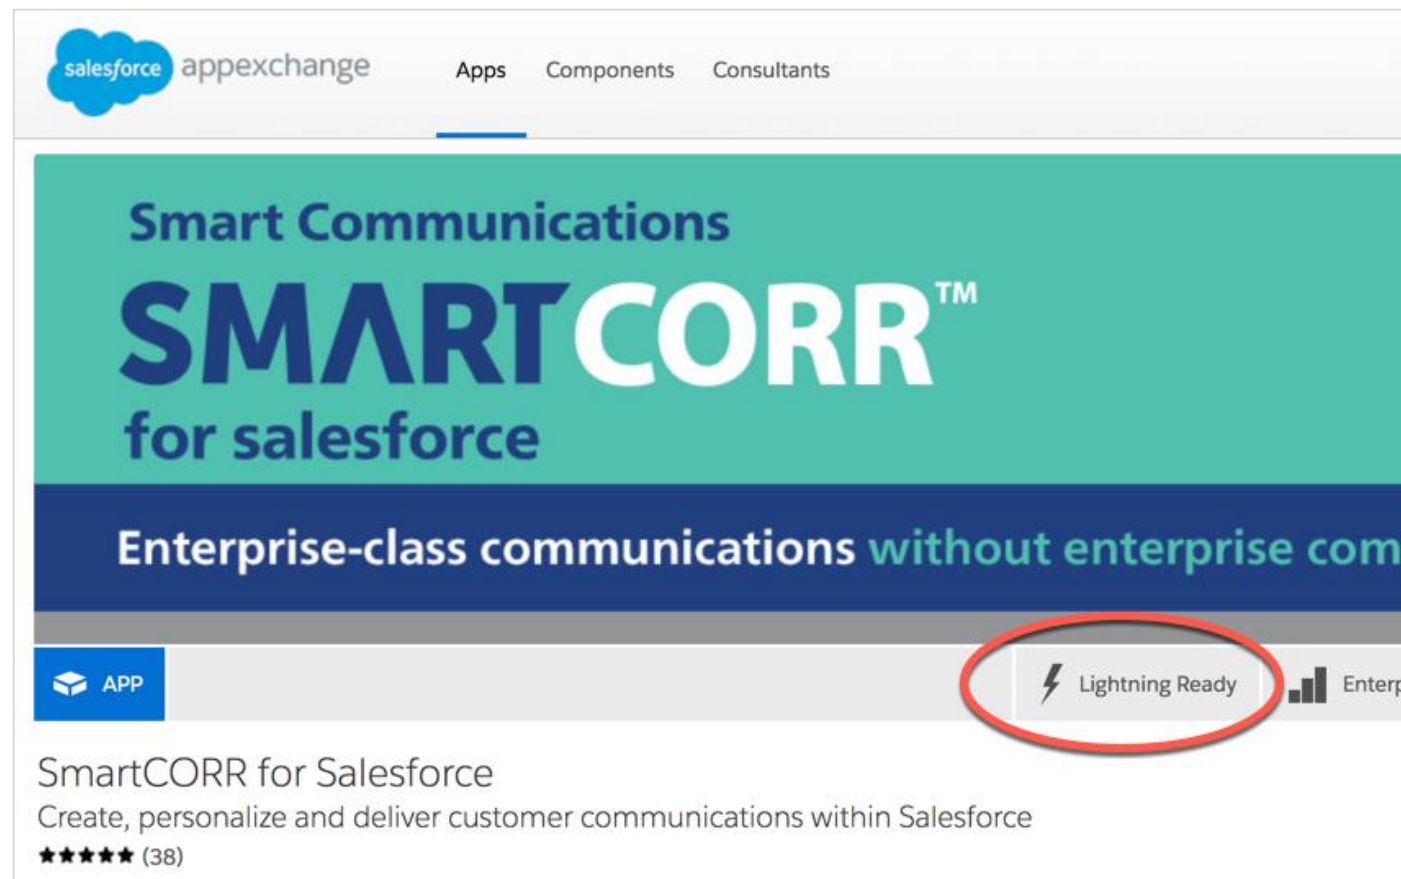 salesforce appexchange Apps Components Consultants
Smart Communications
SMARTCORR™
for salesforce
Enterprise-class communications without enterprise com
APP Lightning Ready Enterp
SmartCORR for Salesforce
Create, personalize and deliver customer communications within Salesforce
★★★★★ (38)